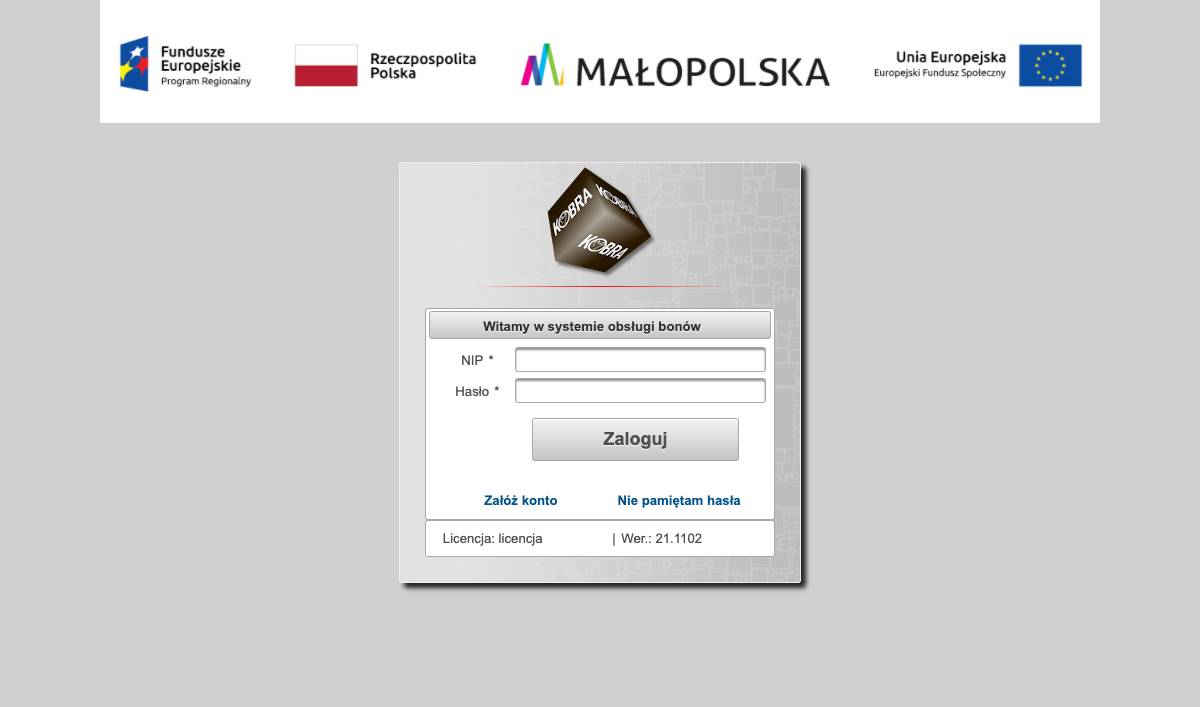 Fundusze
Europejskie
Program Regionalny
Rzeczpospolita
Polska
MAŁOPOLSKA
Unia Europejska
Europejski Fundusz Społeczny
KOBRA
KOBRA
KOBRA
Witamy w systemie obsługi bonów
NIP *
Hasło *
Zaloguj
Załóż konto Nie pamiętam hasła
Licencja: licencja | Wer.: 21.1102